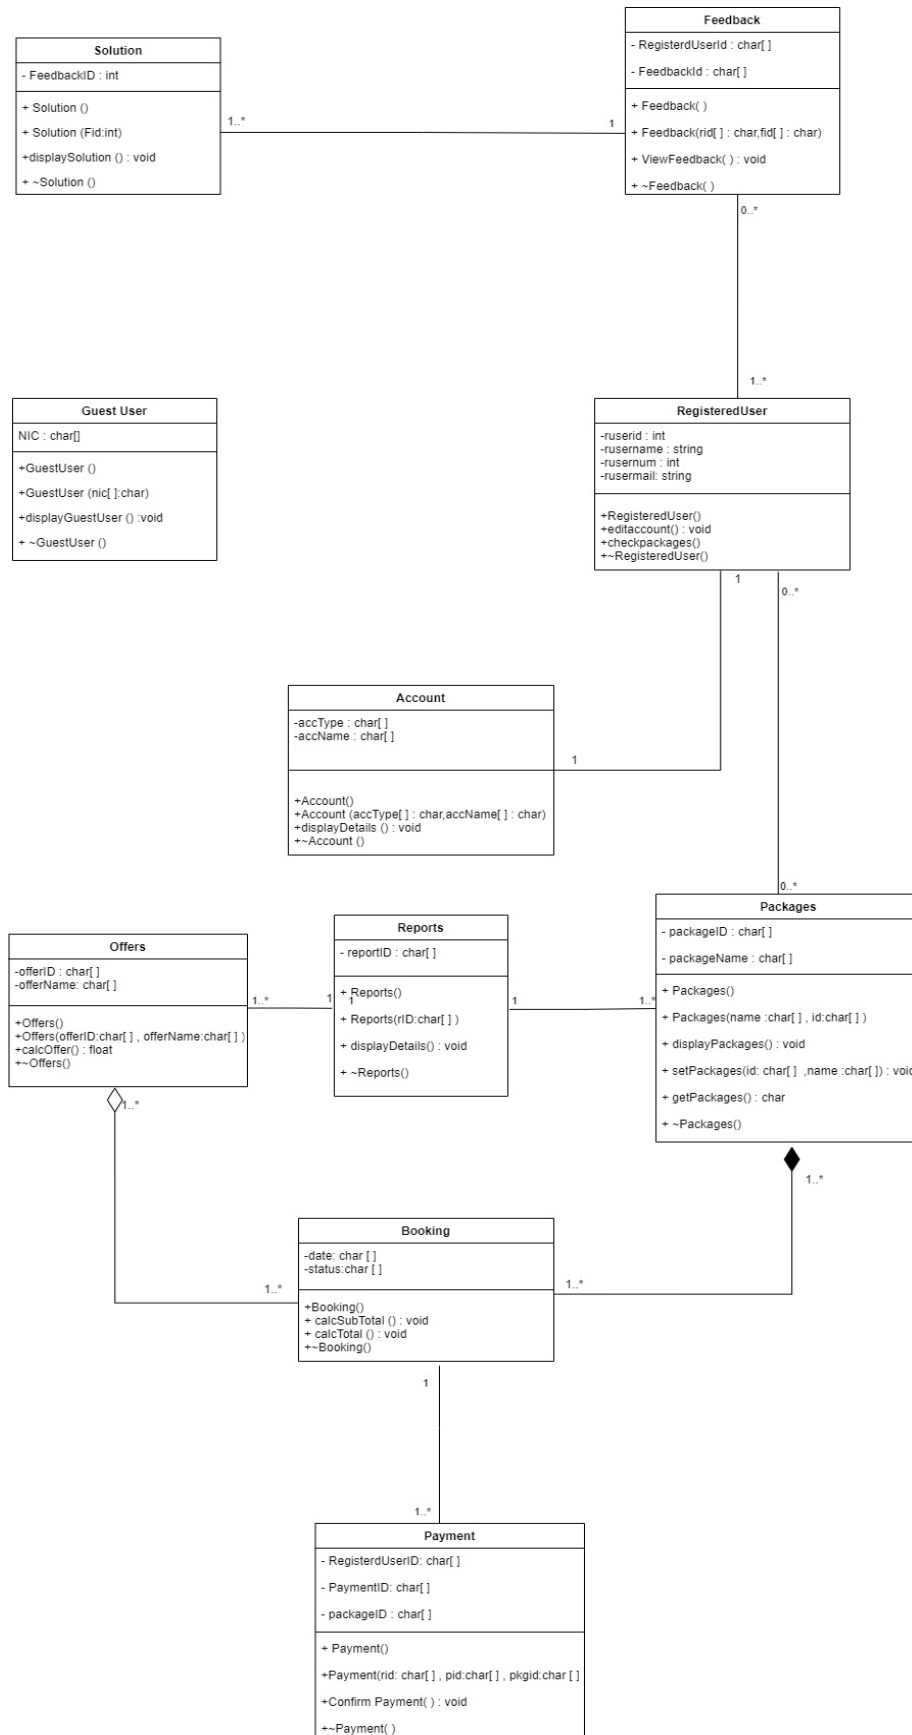 Solution
- FeedbackID : int
+ Solution ()
+ Solution (Fid:int)
+displaySolution () : void
+ ~Solution ()
1..*
1
Feedback
- RegisterdUserId : char[ ]
- FeedbackId : char[ ]
+ Feedback( )
+ Feedback(rid[ ] : char,fid[ ] : char)
+ ViewFeedback( ) : void
+ ~Feedback( )
0..*
1..*
Guest User
NIC : char[]
+GuestUser ()
+GuestUser (nic[ ]:char)
+displayGuestUser () :void
+ ~GuestUser ()
RegisteredUser
-ruserid : int
-rusername : string
-rusernum : int
-rusermail: string
+RegisteredUser()
+editaccount() : void
+checkpackages()
+~RegisteredUser()
1
0..*
Account
-accType : char[ ]
-accName : char[ ]
+Account()
+Account (accType[ ] : char,accName[ ] : char)
+displayDetails () : void
+~Account ()
1
0..*
Offers
-offerID : char[ ]
-offerName: char[ ]
+Offers()
+Offers(offerID:char[ ] , offerName:char[ ] )
+calcOffer() : float
+~Offers()
1..*
1
1
Reports
- reportID : char[ ]
+ Reports()
+ Reports(rID:char[ ] )
+ displayDetails() : void
+ ~Reports()
1
1..*
Packages
- packageID : char[ ]
- packageName : char[ ]
+ Packages()
+ Packages(name :char[ ] , id:char[ ] )
+ displayPackages() : void
+ setPackages(id: char[ ] ,name :char[ ]) : void
+ getPackages() : char
+ ~Packages()
1..*
1..*
1..*
1..*
Booking
-date: char [ ]
-status:char [ ]
+Booking()
+ calcSubTotal () : void
+ calcTotal () : void
+~Booking()
1
1..*
Payment
- RegisterdUserID: char[ ]
- PaymentID: char[ ]
- packageID : char[ ]
+ Payment()
+Payment(rid: char[ ] , pid:char[ ] , pkgid:char [ ]
+Confirm Payment( ) : void
+~Payment( )